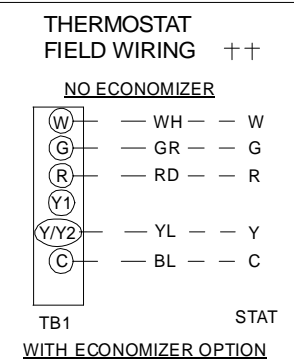 THERMOSTAT
FIELD WIRING ++
NO ECONOMIZER
W WH W
G GR G
R RD R
Y1
Y/Y2 YL Y
C BL C
TB1 STAT
WITH ECONOMIZER OPTION